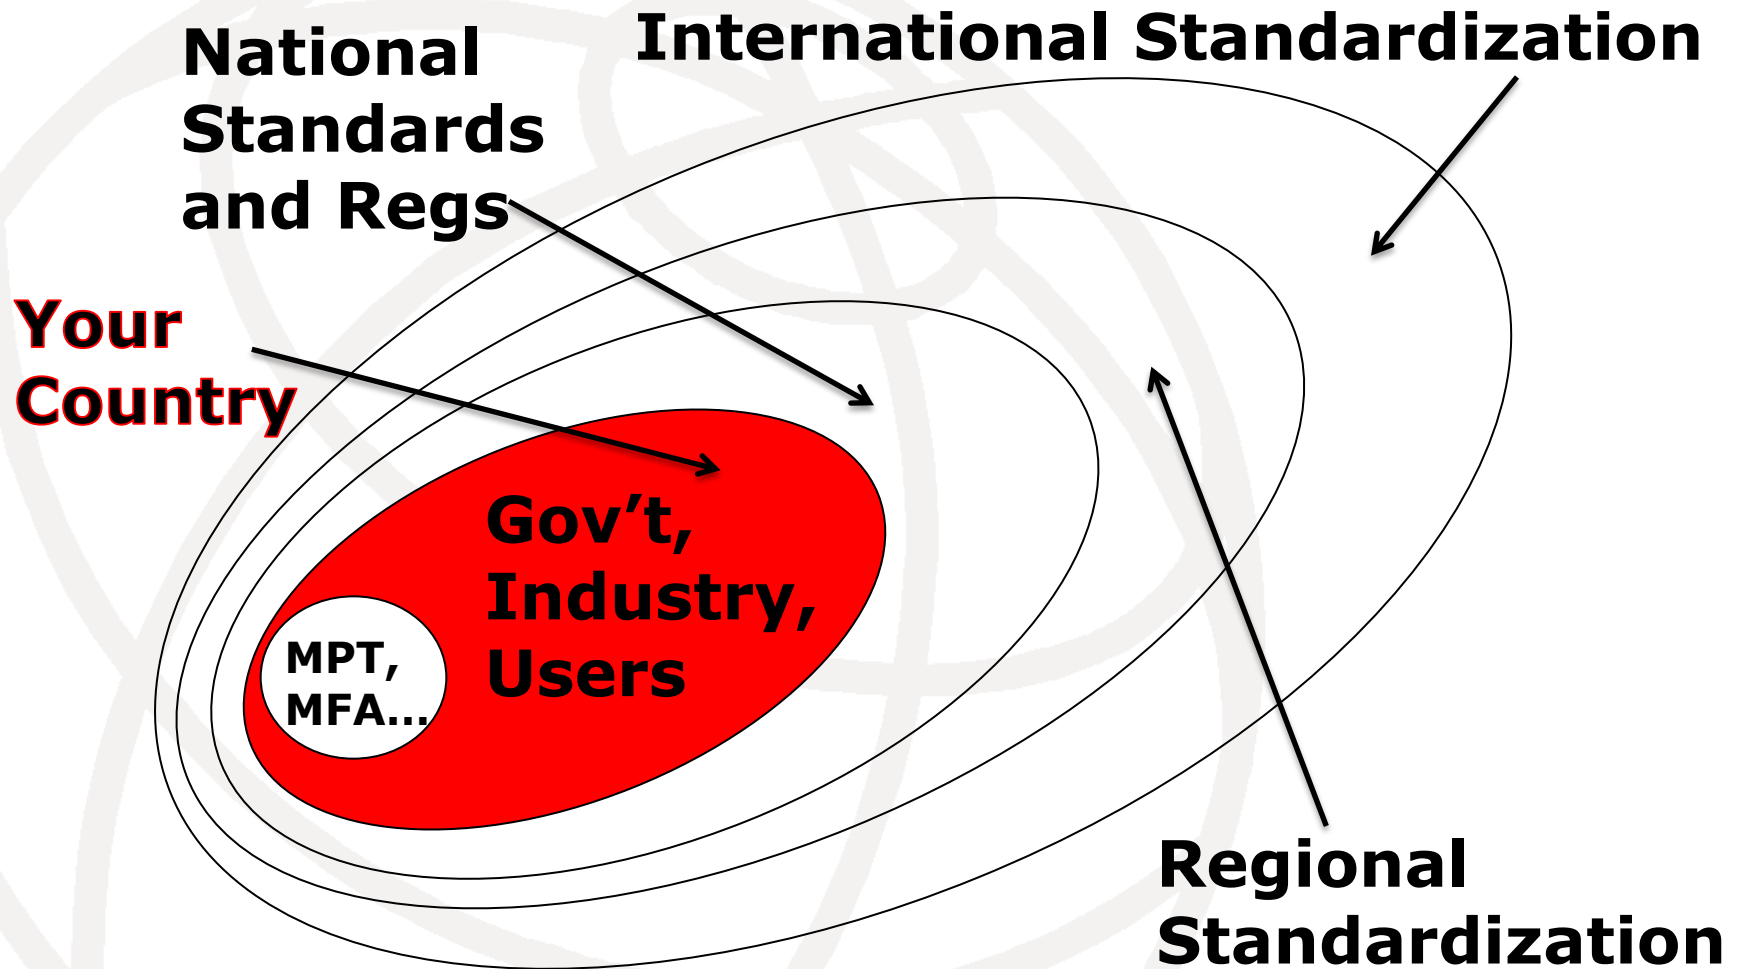 National
Standards
and Regs
International Standardization
Your
Country
Gov’t,
Industry,
Users
MPT,
MFA...
Regional
Standardization